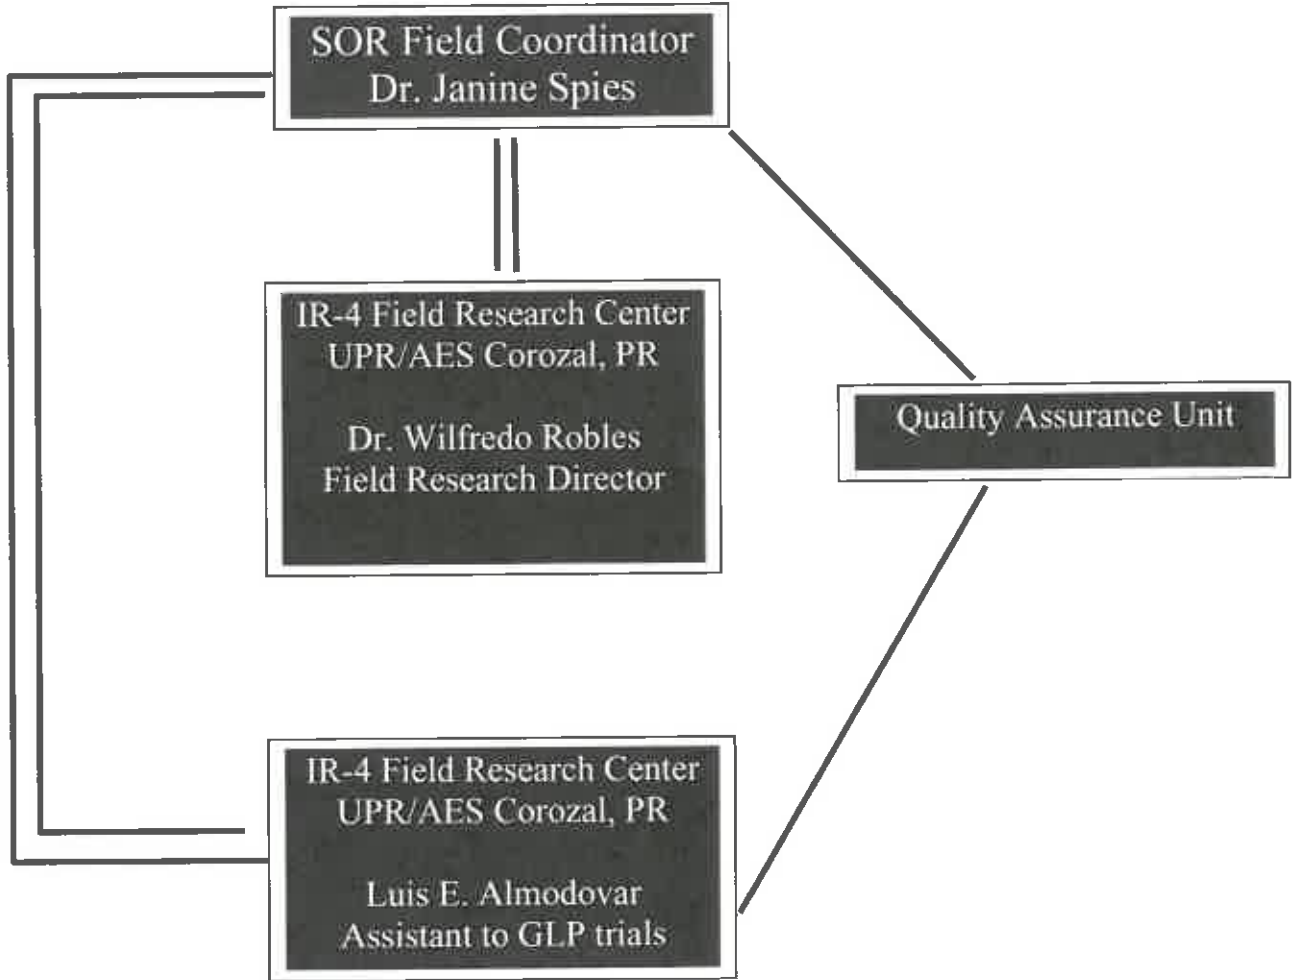 SOR Field Coordinator
Dr. Janine Spies
IR-4 Field Research Center
UPR/AES Corozal, PR
Dr. Wilfredo Robles
Field Research Director
Quality Assurance Unit
IR-4 Field Research Center
UPR/AES Corozal, PR
Luis E. Almodovar
Assistant to GLP trials